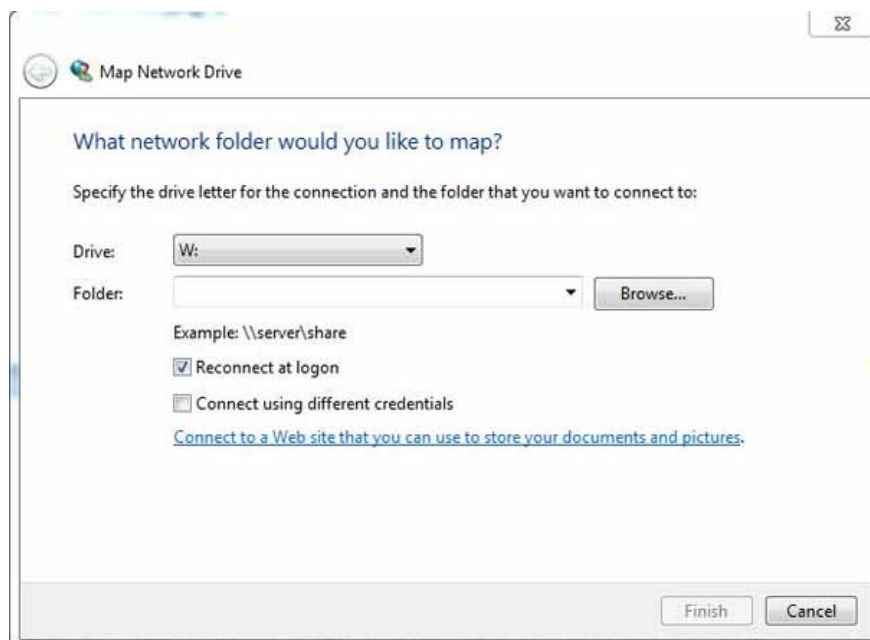 Map Network Drive
What network folder would you like to map?
Specify the drive letter for the connection and the folder that you want to connect to:
Drive: W:
Folder: Browse...
Example: \\server\share
Reconnect at logon
Connect using different credentials
Connect to a Web site that you can use to store your documents and pictures.
Finish Cancel